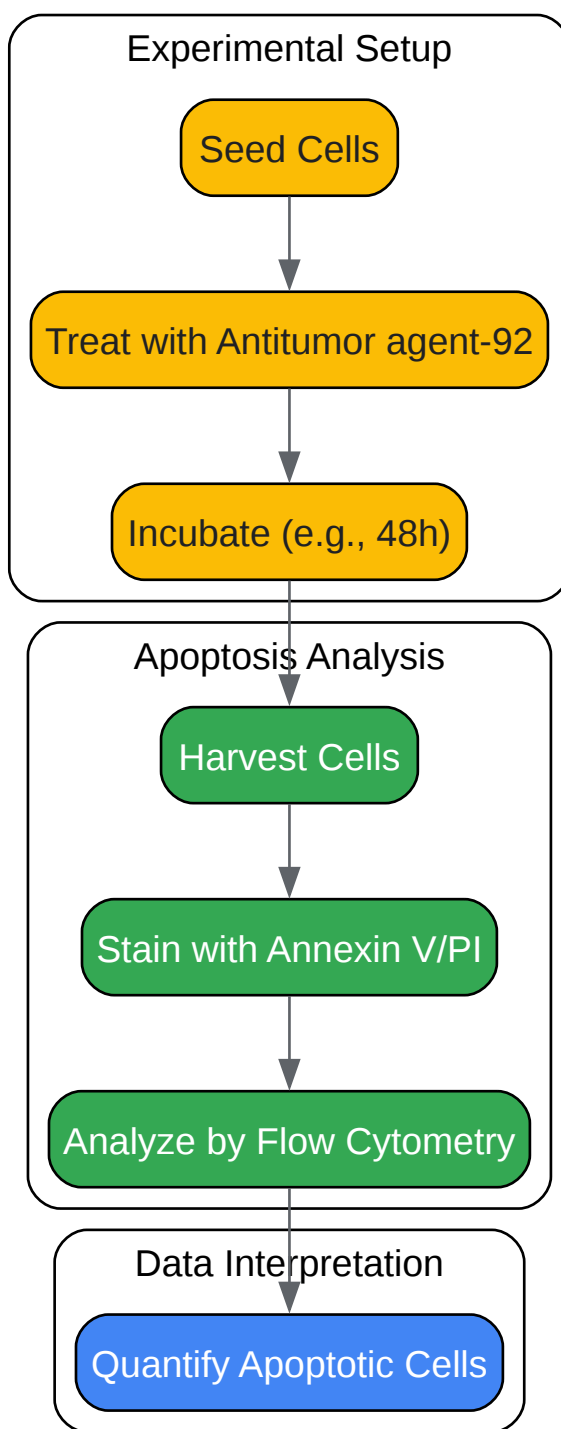 Experimental Setup
Seed Cells
Treat with Antitumor agent-92
Incubate (e.g., 48h)
Apoptosis Analysis
Harvest Cells
Stain with Annexin V/PI
Analyze by Flow Cytometry
Data Interpretation
Quantify Apoptotic Cells